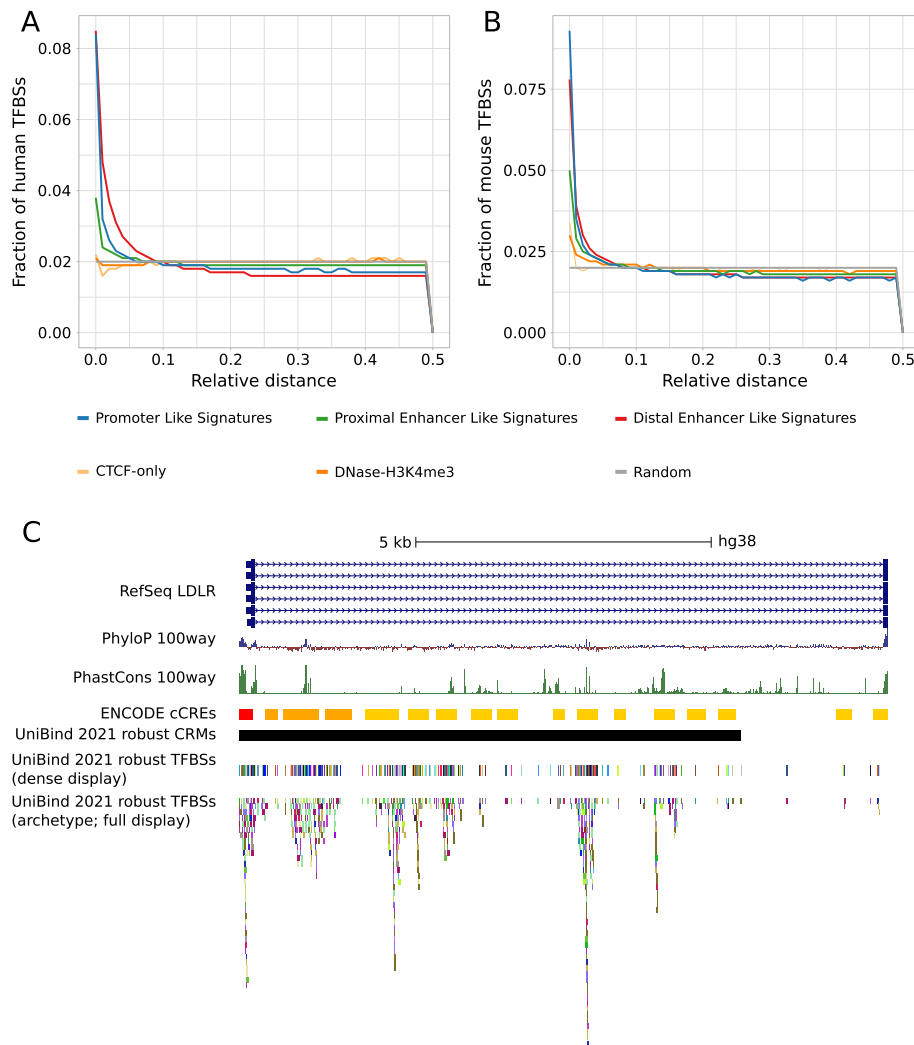 A
B
Fraction of human TFBSs
0.08
0.06
0.04
0.02
0.00
0.0 0.1 0.2 0.3 0.4 0.5
Relative distance
Fraction of mouse TFBSs
0.075
0.050
0.025
0.000
0.0 0.1 0.2 0.3 0.4 0.5
Relative distance
Promoter Like Signatures
Proximal Enhancer Like Signatures
Distal Enhancer Like Signatures
CTCF-only
DNase-H3K4me3
Random
C
5 kb
hg38
RefSeq LDLR
PhyloP 100way
PhastCons 100way
ENCODE cCREs
UniBind 2021 robust CRMs
UniBind 2021 robust TFBSs
(dense display)
UniBind 2021 robust TFBSs
(archetype; full display)